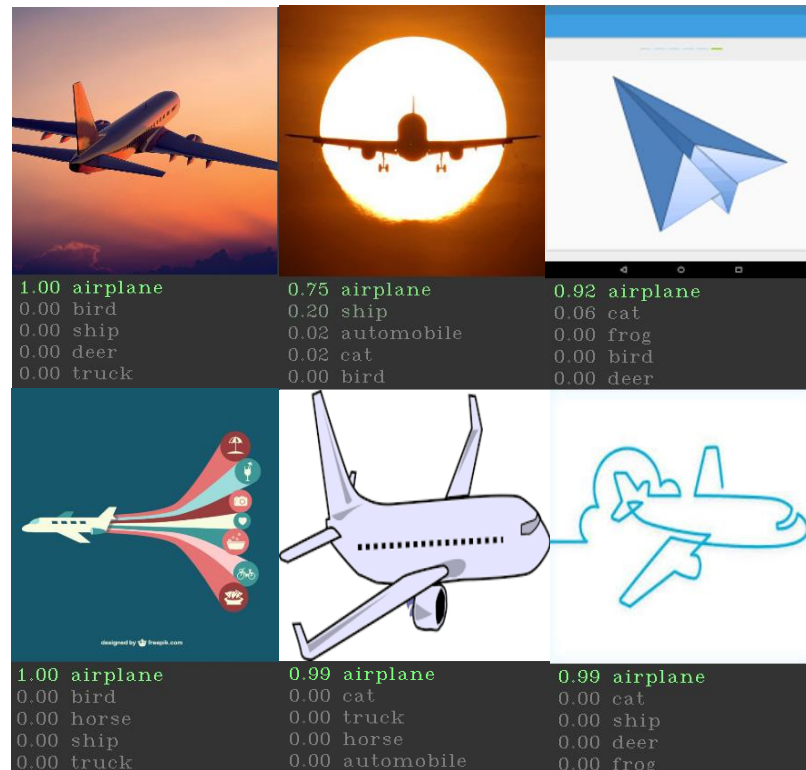 1.00 airplane
0.00 bird
0.00 ship
0.00 deer
0.00 truck
0.75 airplane
0.20 ship
0.02 automobile
0.02 cat
0.00 bird
0.92 airplane
0.06 cat
0.00 frog
0.00 bird
0.00 deer
designed by freepik.com
1.00 airplane
0.00 bird
0.00 horse
0.00 ship
0.00 truck
0.99 airplane
0.00 cat
0.00 truck
0.00 horse
0.00 automobile
0.99 airplane
0.00 cat
0.00 ship
0.00 deer
0.00 frog